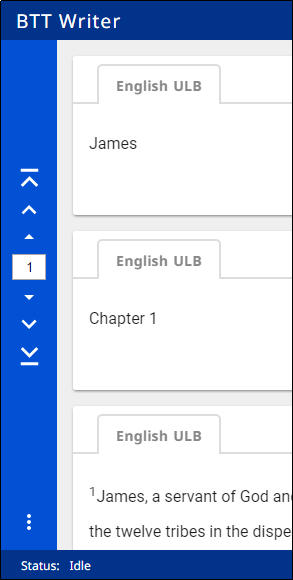 BTT Writer
English ULB
James
1
English ULB
Chapter 1
English ULB
1James, a servant of God and
the twelve tribes in the dispe
Status: Idle